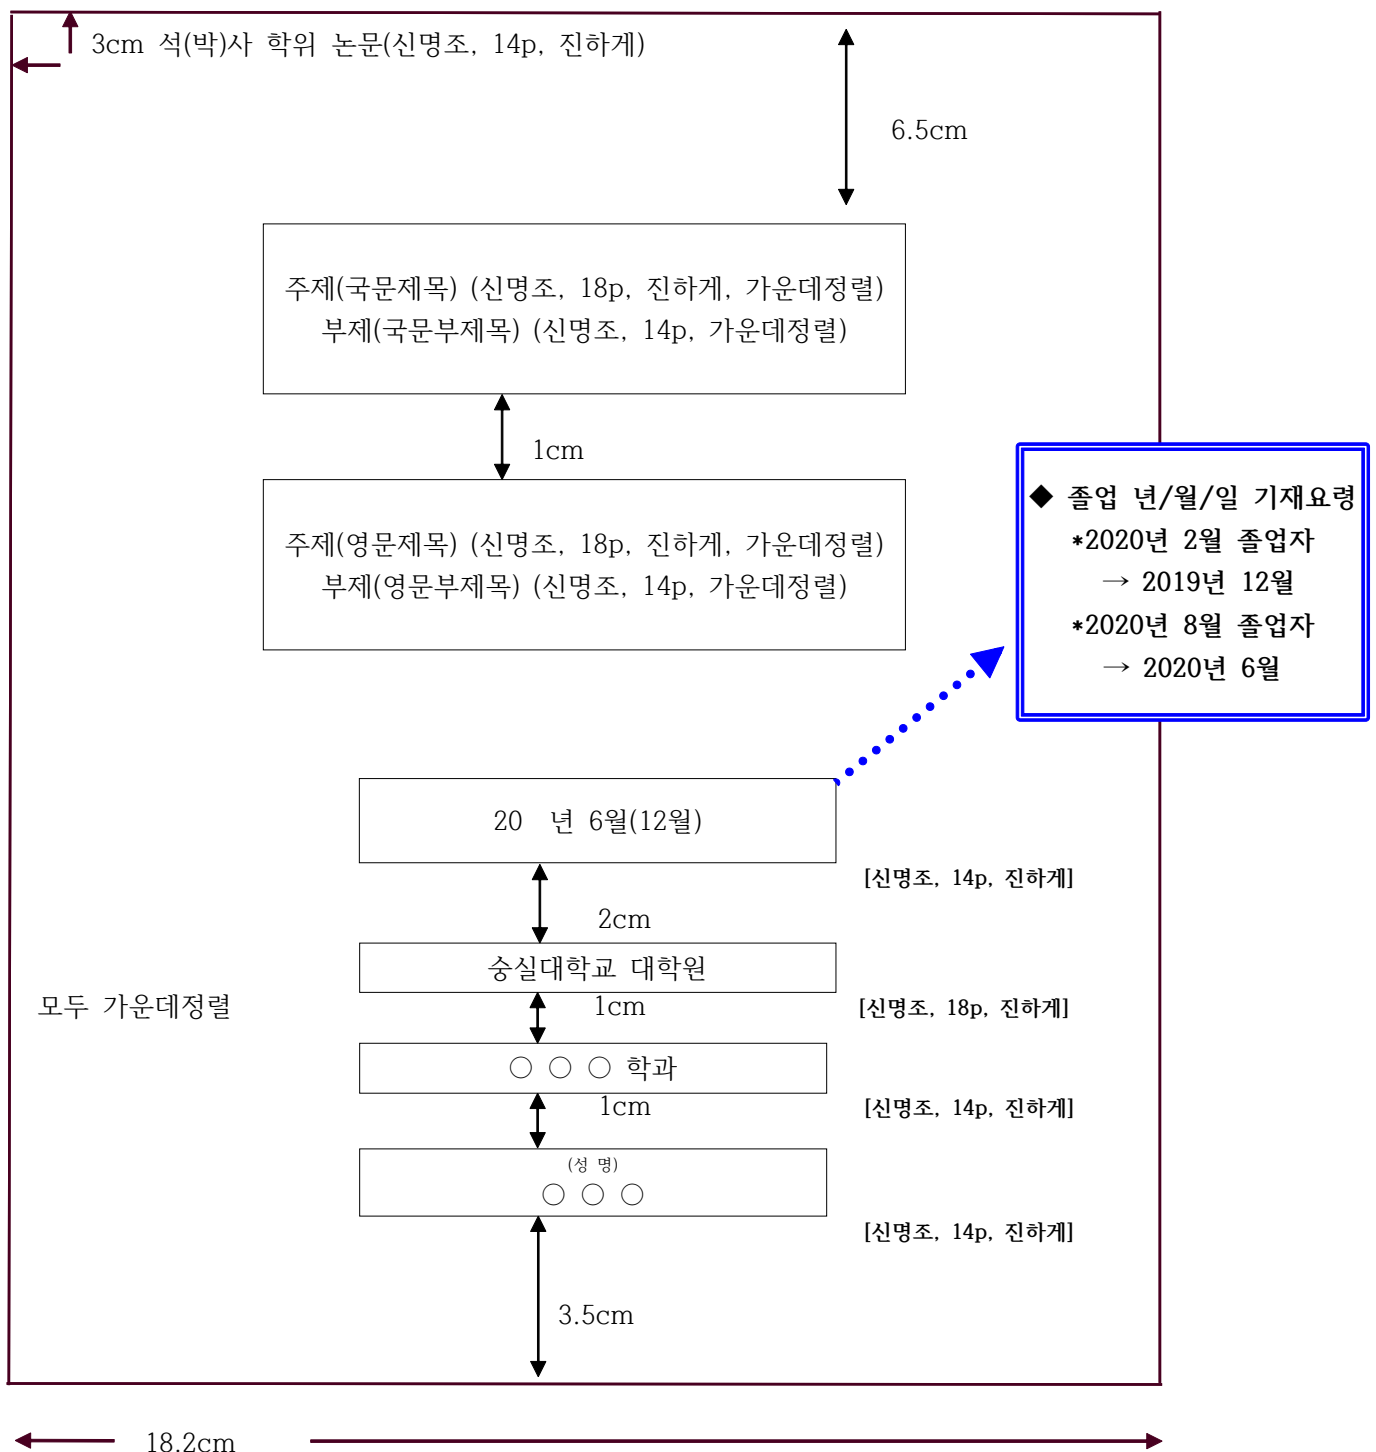 3cm 석(박)사 학위 논문(신명조, 14p, 진하게)
6.5cm
주제(국문제목) (신명조, 18p, 진하게, 가운데정렬)
부제(국문부제목) (신명조, 14p, 가운데정렬)
1cm
주제(영문제목) (신명조, 18p, 진하게, 가운데정렬)
부제(영문부제목) (신명조, 14p, 가운데정렬)
◆ 졸업 년/월/일 기재요령
*2020년 2월 졸업자
→ 2019년 12월
*2020년 8월 졸업자
→ 2020년 6월
20 년 6월(12월)
[신명조, 14p, 진하게]
2cm
숭실대학교 대학원
모두 가운데정렬
1cm
[신명조, 18p, 진하게]
○ ○ ○ 학과
1cm
[신명조, 14p, 진하게]
(성 명)
○ ○ ○
[신명조, 14p, 진하게]
3.5cm
18.2cm